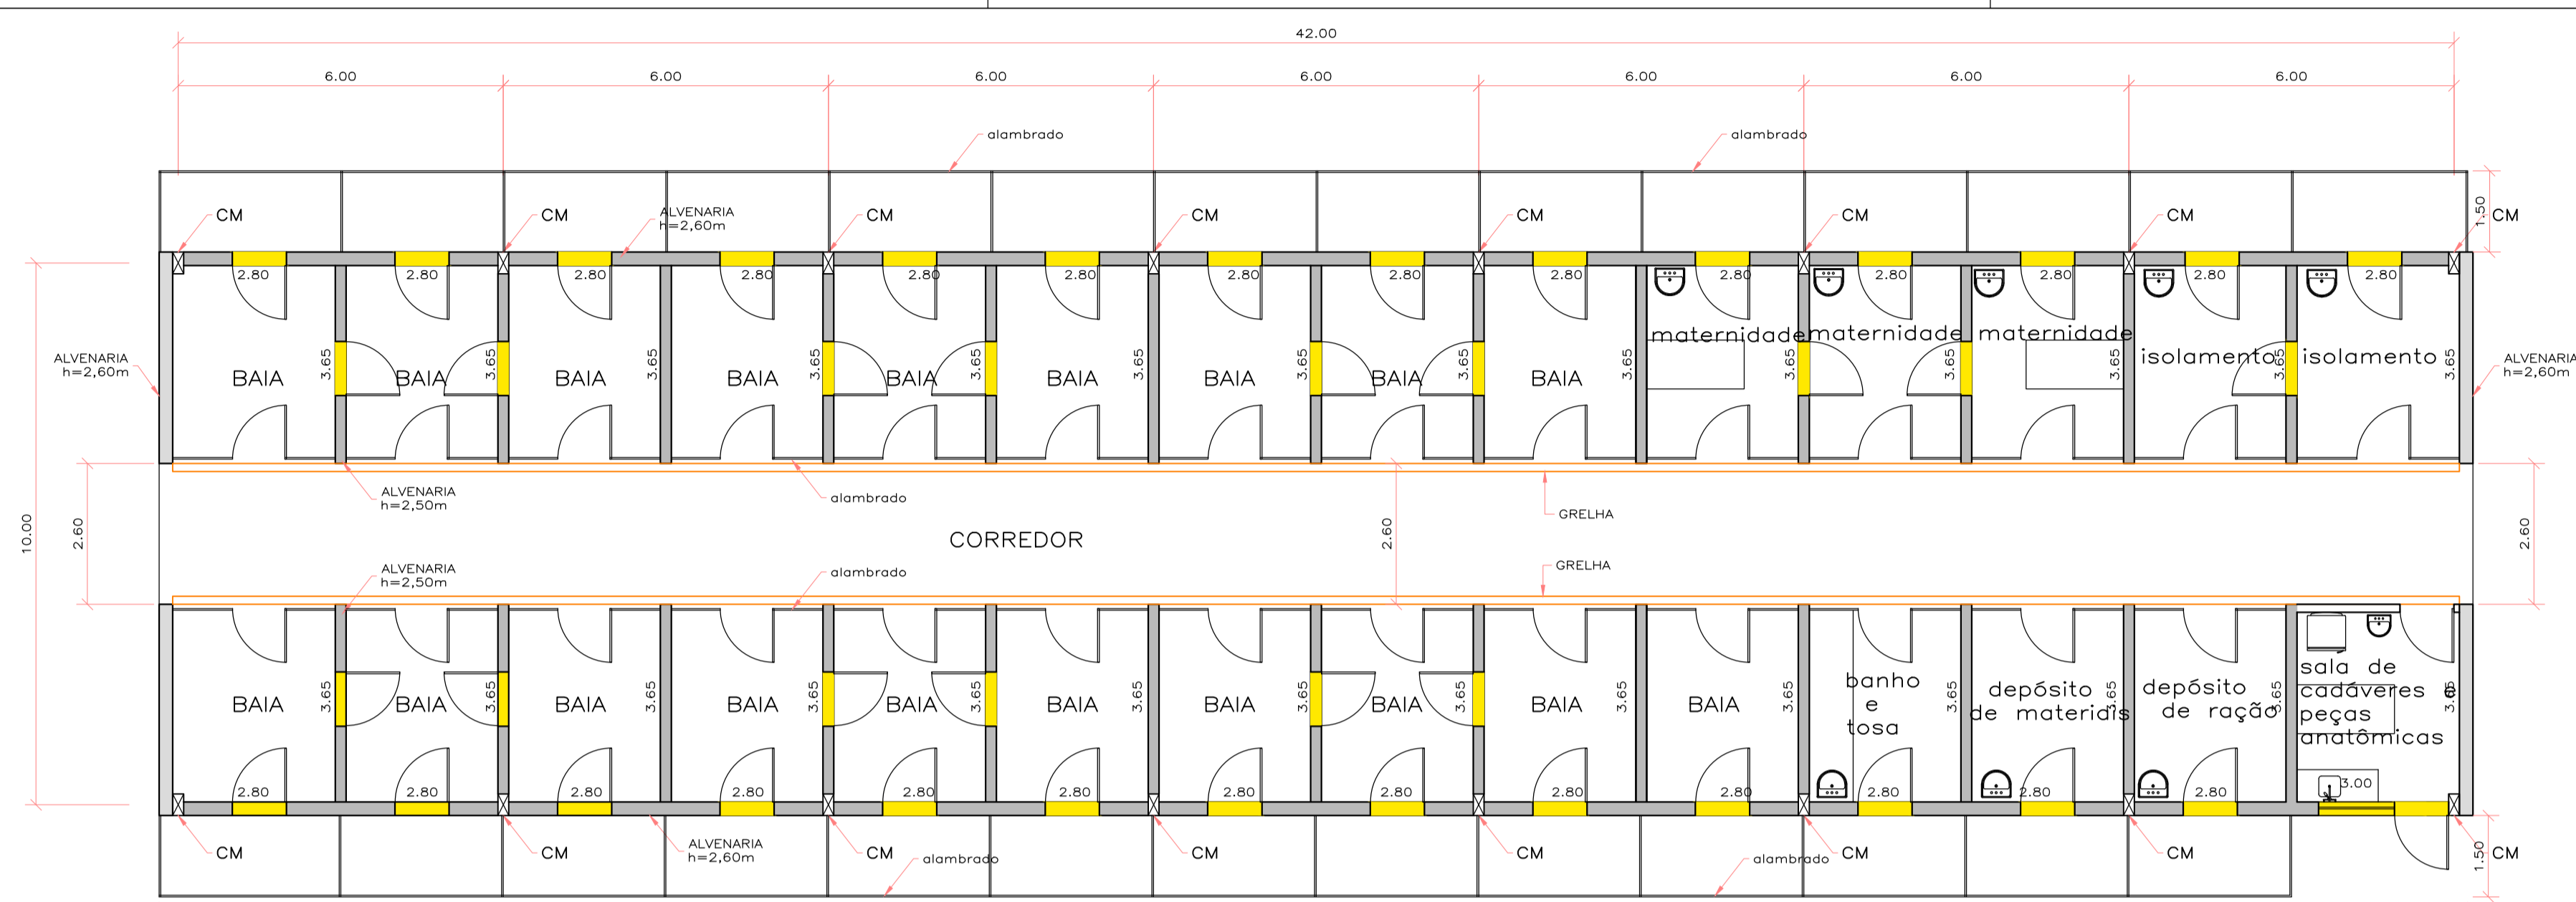 42.00
6.00 6.00 6.00 6.00 6.00 6.00 6.00
alambrado alambrado
CM CM ALVENARIA CM CM CM CM CM CM
h=2,60m
1.50
2.80 2.80 2.80 2.80 2.80 2.80 2.80 2.80 2.80 2.80 2.80 2.80 2.80 2.80
maternidade maternidade maternidade
isolamento isolamento
ALVENARIA
h=2,60m
3.65 3.65 3.65 3.65 3.65 3.65 3.65 3.65 3.65 3.65 3.65 3.65 3.65 3.65
ALVENARIA
h=2,60m
BAIA BAIA BAIA BAIA BAIA BAIA BAIA BAIA BAIA
ALVENARIA
h=2,50m
alambrado
GRELHA
10.00
2.60
CORREDOR
2.60
2.60
ALVENARIA
h=2,50m
alambrado
GRELHA
BAIA BAIA BAIA BAIA BAIA BAIA BAIA BAIA BAIA BAIA
3.65 3.65 3.65 3.65 3.65 3.65 3.65 3.65 3.65 3.65 3.65 3.65 3.65 3.65
banho
e
tosa
depósito
de materiais
depósito
de ração
sala de
cadáveres e
peças
anatômicas
2.80 2.80 2.80 2.80 2.80 2.80 2.80 2.80 2.80 2.80 2.80 2.80 2.80 3.00
CM CM ALVENARIA CM CM CM CM CM CM
h=2,60m
alambrado alambrado
1.50